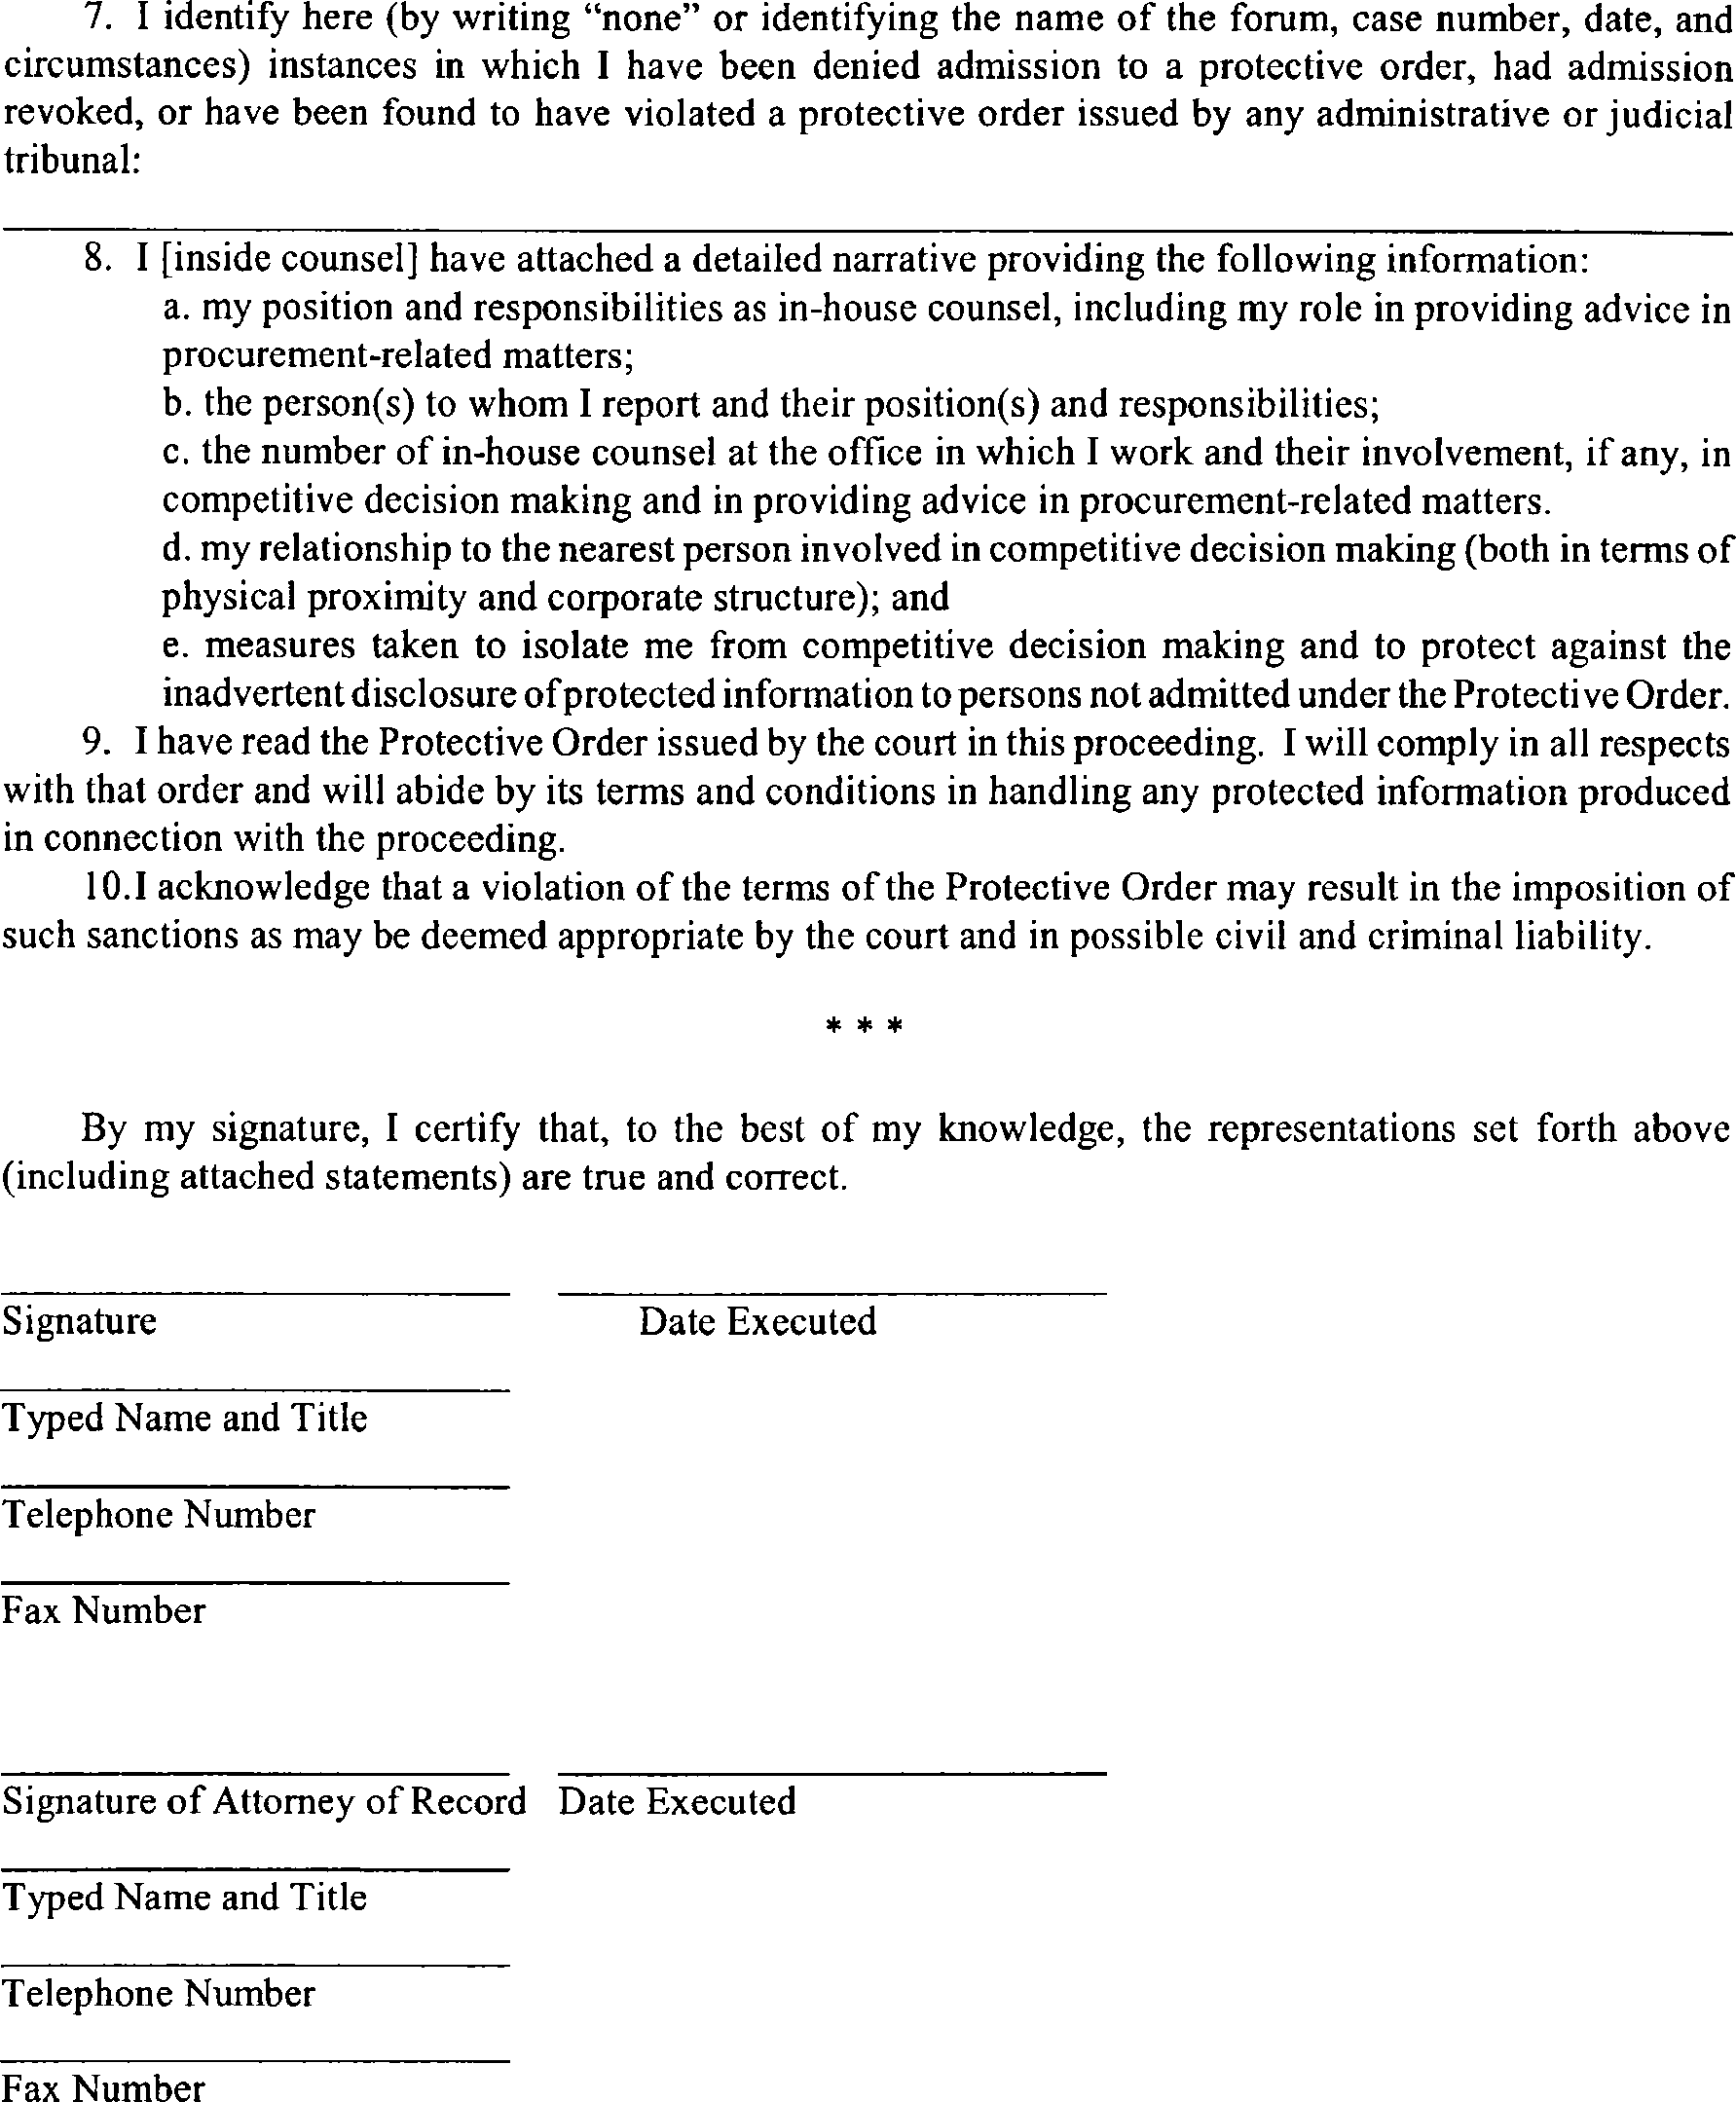 7. I identify here (by writing “none” or identifying the name of the forum, case number, date, and
circumstances) instances in which I have been denied admission to a protective order, had admission
revoked, or have been found to have violated a protective order issued by any administrative or judicial
tribunal:
8. I [inside counsel] have attached a detailed narrative providing the following information:
a. my position and responsibilities as in-house counsel, including my role in providing advice in
procurement-related matters;
b. the person(s) to whom I report and their position(s) and responsibilities;
c. the number of in-house counsel at the office in which I work and their involvement, if any, in
competitive decision making and in providing advice in procurement-related matters.
d. my relationship to the nearest person involved in competitive decision making (both in terms of
physical proximity and corporate structure); and
e. measures taken to isolate me from competitive decision making and to protect against the
inadvertent disclosure of protected information to persons not admitted under the Protective Order.
9. I have read the Protective Order issued by the court in this proceeding. I will comply in all respects
with that order and will abide by its terms and conditions in handling any protected information produced
in connection with the proceeding.
10.I acknowledge that a violation of the terms of the Protective Order may result in the imposition of
such sanctions as may be deemed appropriate by the court and in possible civil and criminal liability.
* * *
By my signature, I certify that, to the best of my knowledge, the representations set forth above
(including attached statements) are true and correct.
Signature Date Executed
Typed Name and Title
Telephone Number
Fax Number
Signature of Attorney of Record Date Executed
Typed Name and Title
Telephone Number
Fax Number